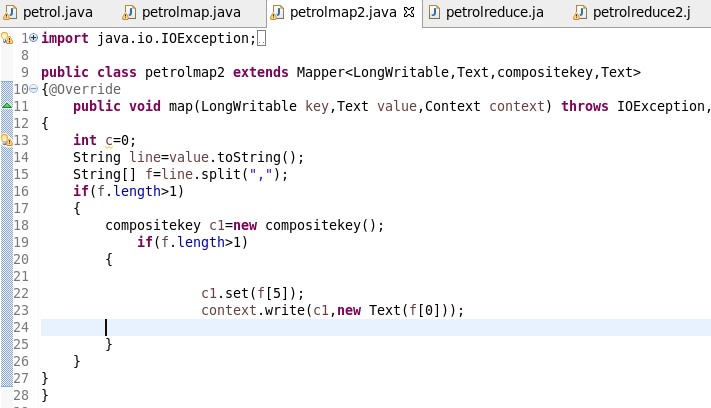 petrol.java petrolmap.java petrolmap2.java petrolreduce.ja petrolreduce2.j
1 import java.io.IOException;
8
9 public class petrolmap2 extends Mapper<LongWritable,Text,compositekey,Text>
10 {@Override
11 public void map(LongWritable key,Text value,Context context) throws IOException,
12 {
13 int c=0;
14 String line=value.toString();
15 String[] f=line.split(",");
16 if(f.length>1)
17 {
18 compositekey c1=new compositekey();
19 if(f.length>1)
20 {
21
22 c1.set(f[5]);
23 context.write(c1,new Text(f[0]));
24
25 }
26 }
27 }
28 }